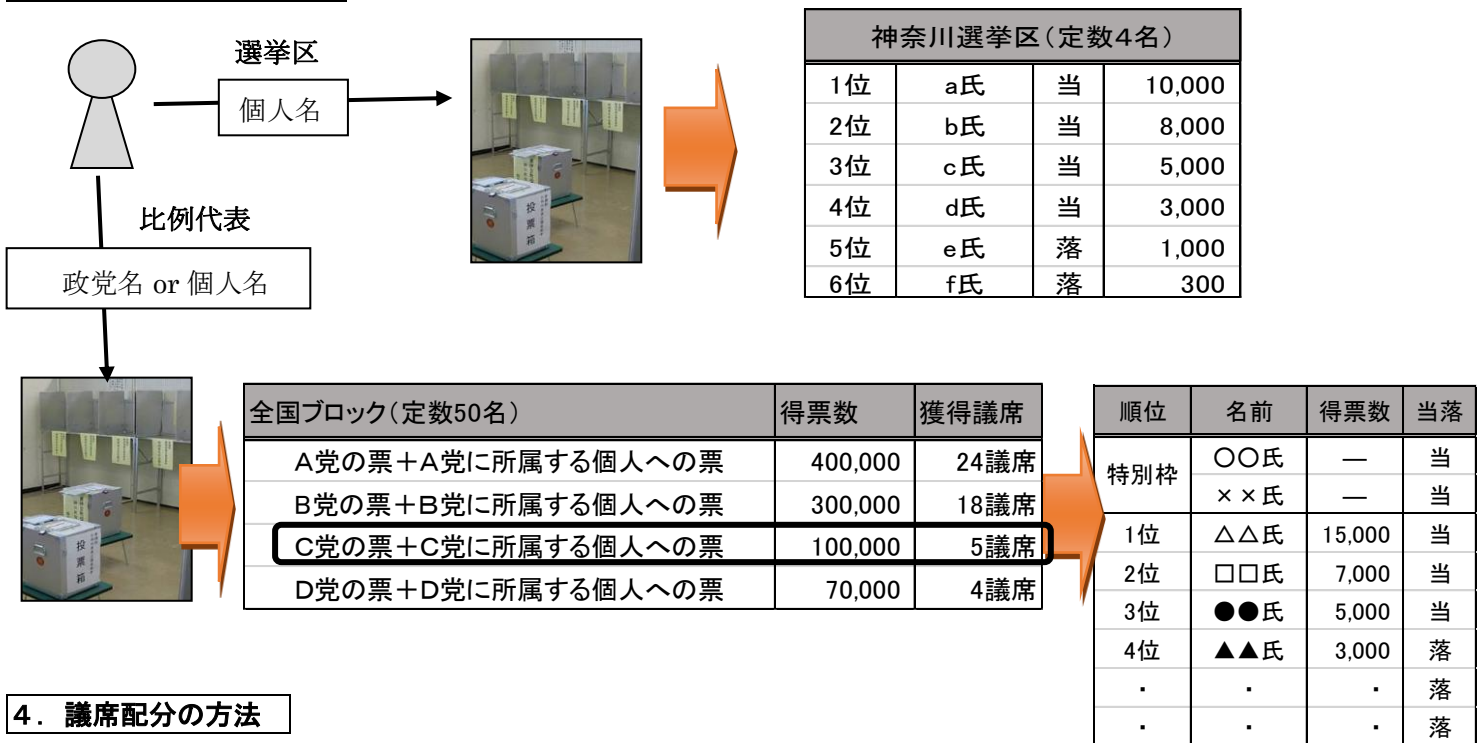 選挙区
個人名
比例代表
政党名 or 個人名
神奈川選挙区(定数4名)
1位 a氏 当 10,000
2位 b氏 当 8,000
3位 c氏 当 5,000
4位 d氏 当 3,000
5位 e氏 落 1,000
6位 f氏 落 300
投票箱
投票箱
全国ブロック(定数50名) 得票数 獲得議席
A党の票+A党に所属する個人への票 400,000 24議席
B党の票+B党に所属する個人への票 300,000 18議席
C党の票+C党に所属する個人への票 100,000 5議席
D党の票+D党に所属する個人への票 70,000 4議席
順位 名前 得票数 当落
特別枠 〇〇氏 ― 当
××氏 ― 当
1位 △△氏 15,000 当
2位 □□氏 7,000 当
3位 ●●氏 5,000 当
4位 ▲▲氏 3,000 落
・ ・ ・ 落
・ ・ ・ 落
4.議席配分の方法